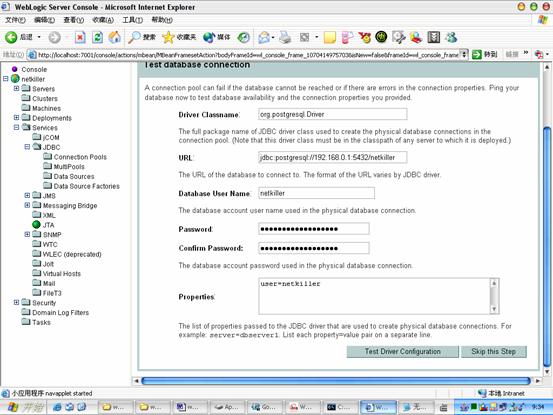 WebLogic Server Console - Microsoft Internet Explorer
文件(F) 编辑(E) 查看(V) 收藏(A) 工具(T) 帮助(H)
后退 搜索 收藏夹 媒体
地址(D) http://localhost:7001/console/actions/mbean/MBeanFramesetAction?bodyFrameId=wl_console_frame_1070414975703&isNew=false&frameId=wl_console_frame_ 转到 链接 »
Console
netkiller
Servers
Clusters
Machines
Deployments
Services
jCOM
JDBC
Connection Pools
MultiPools
Data Sources
Data Source Factories
JMS
Messaging Bridge
XML
JTA
SNMP
WTC
WLEC (deprecated)
Jolt
Virtual Hosts
Mail
FileT3
Security
Domain Log Filters
Tasks
Test database connection
A connection pool can fail if the database cannot be reached or if there are errors in the connection properties. Ping your
database now to test database availability and the connection properties you provided.
Driver Classname: org.postgresql.Driver
The full package name of JDBC driver class used to create the physical database connections in the
connection pool. (Note that this driver class must be in the classpath of any server to which it is
deployed.)
URL: jdbc:postgresql://192.168.0.1:5432/netkiller
The URL of the database to connect to. The format of the URL varies by JDBC driver.
Database User Name: netkiller
The database account user name used in the physical database connection.
Password: ••••••••••••••••••
Confirm Password: ••••••••••••••••••
The database account password used in the physical database connection.
Properties: user=netkiller
The list of properties passed to the JDBC driver that are used to create physical database connections. For
example: server=dbserver1. List each property=value pair on a separate line.
Test Driver Configuration Skip this Step
小应用程序 navapplet started 本地 Intranet
开始 9:34